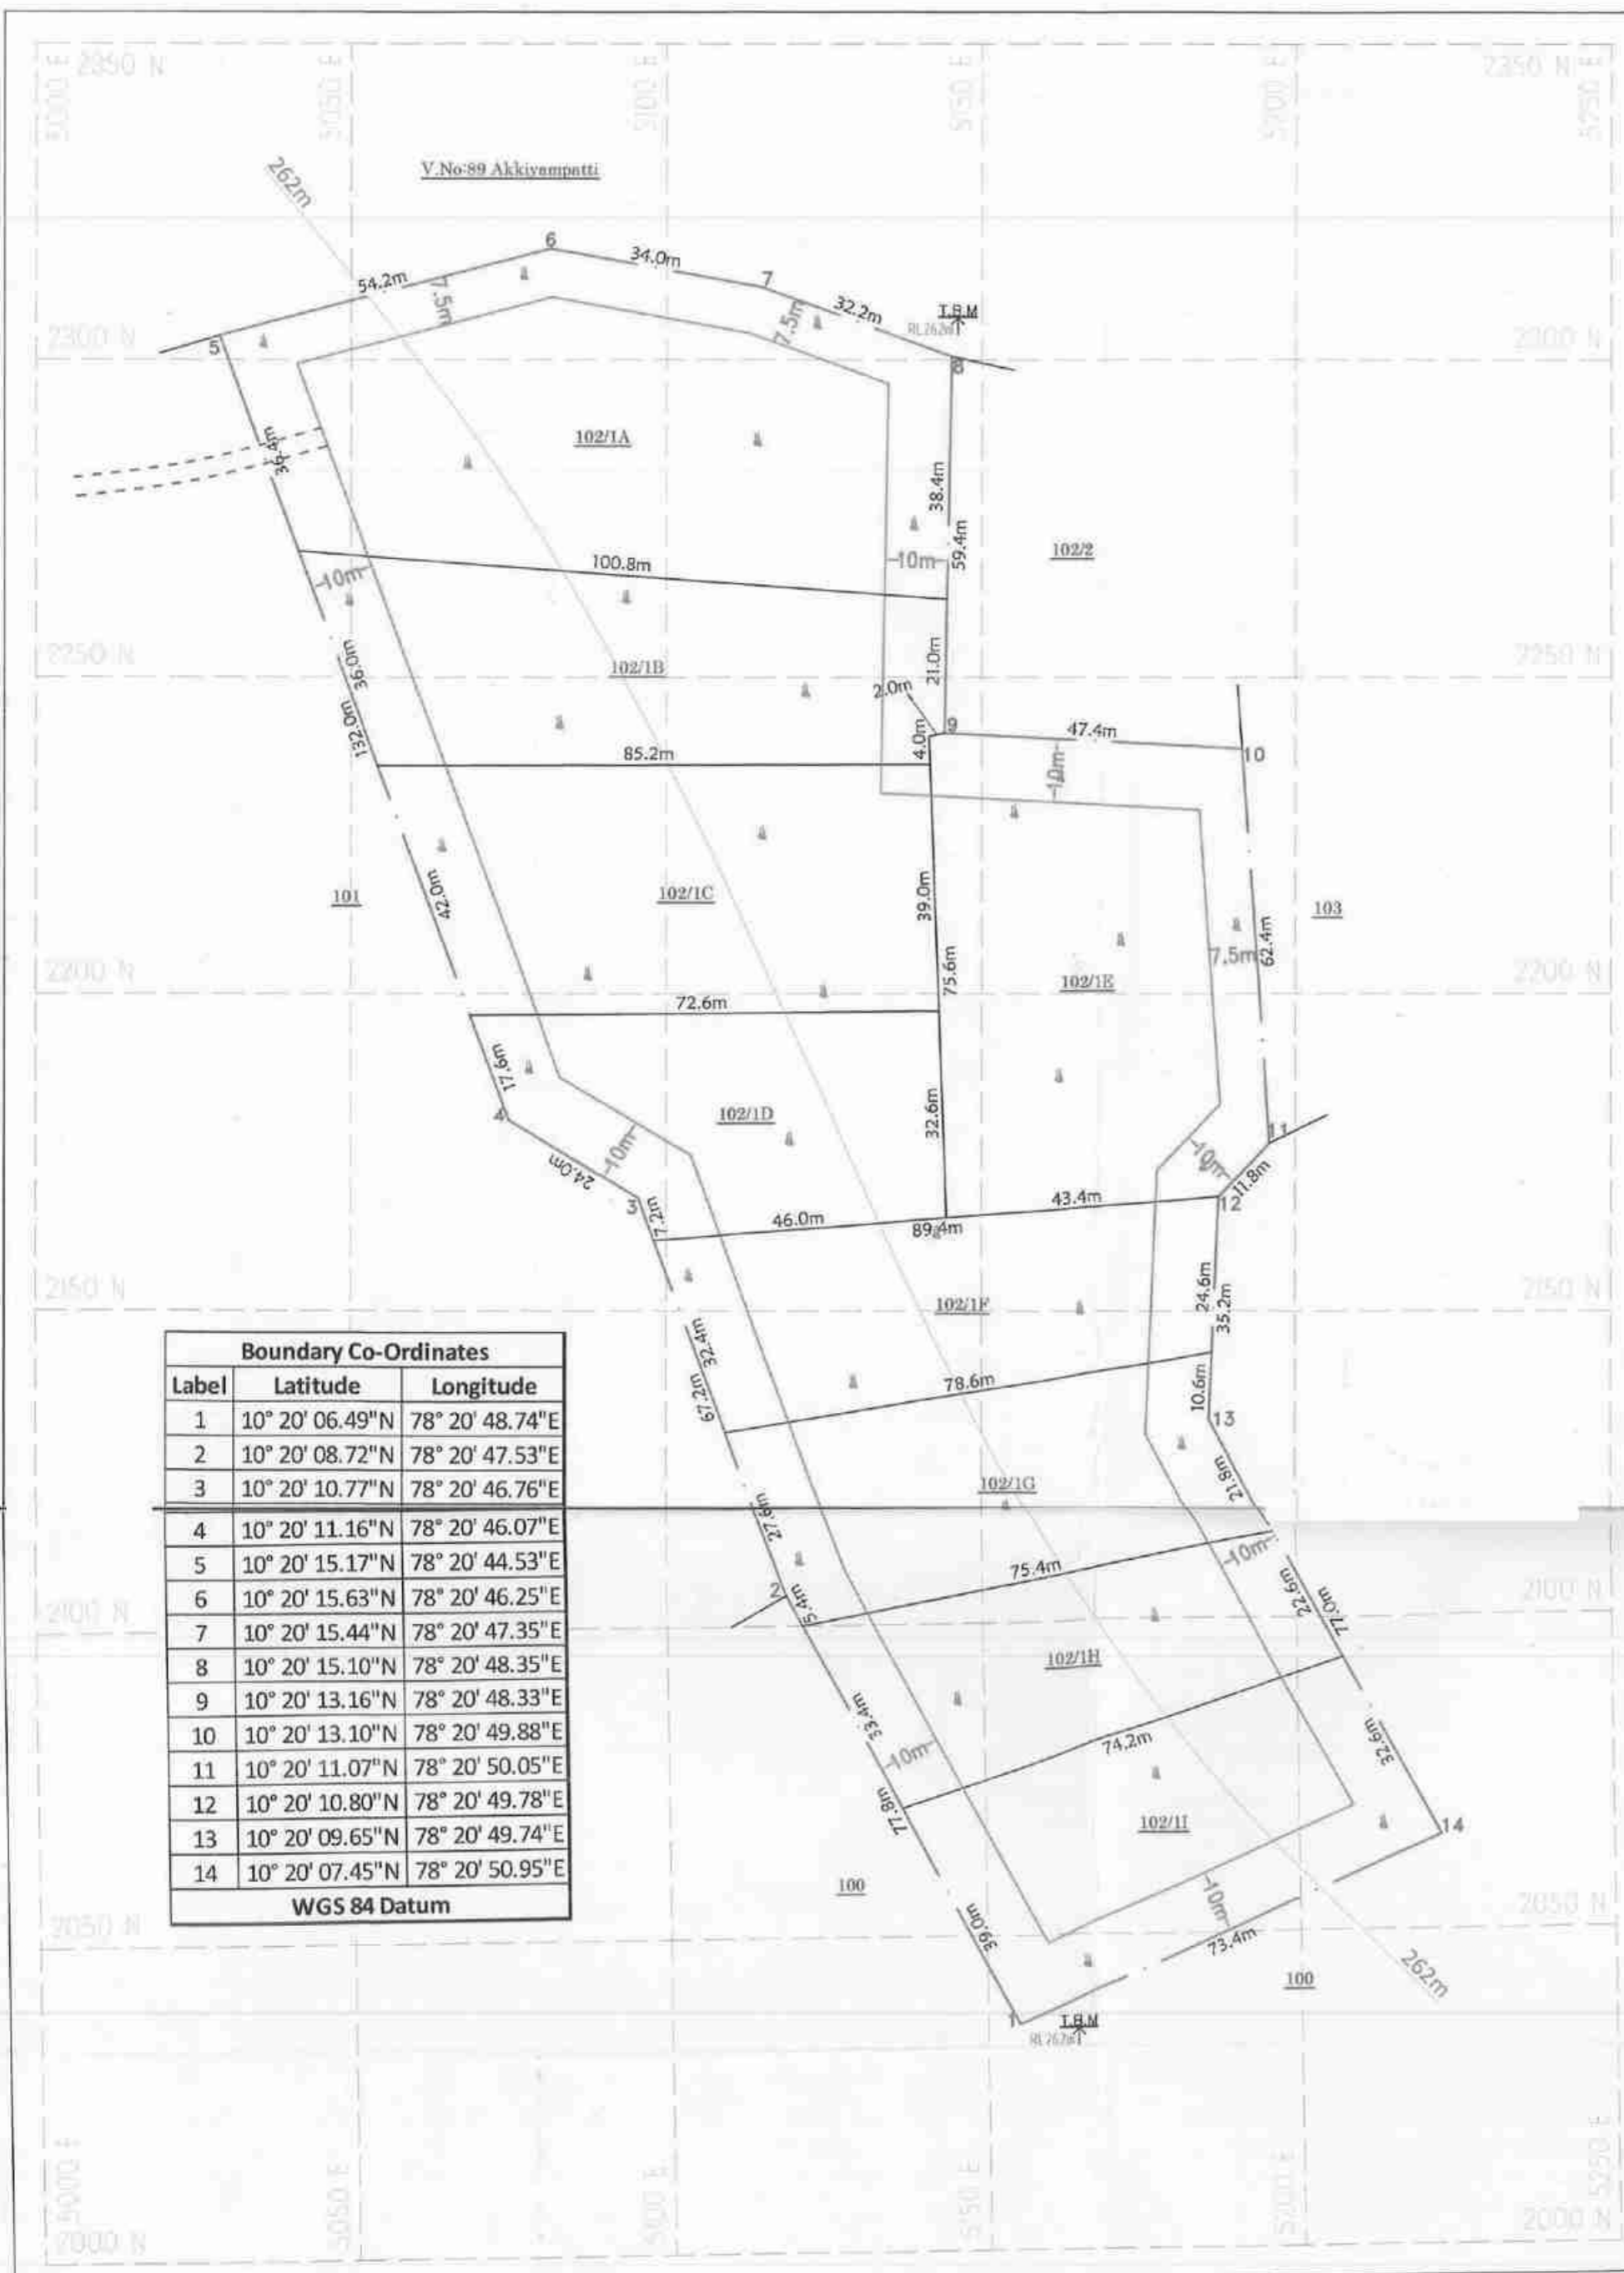 5000 E
2350 N
5050 E
5100 E
5150 E
5200 E
2350 N
5250 E
V.No:89 Akkiyampatti
262m
6
34.0m
7
54.2m
7.5m
7.5m
32.2m
T.B.M
RL262m
2300 N
5
8
2300 N
102/1A
36.4m
38.4m
59.4m
102/2
100.8m
10m
10m
2250 N
36.0m
132.0m
102/1B
21.0m
2.0m
2250 N
4.0m
9
47.4m
10
85.2m
10m
101
42.0m
102/1C
39.0m
103
62.4m
7.5m
75.6m
102/1E
2200 N
72.6m
2200 N
17.6m
4
102/1D
32.6m
10m
24.0m
11
10m
11.8m
3
7.2m
46.0m
89.4m
43.4m
12
2150 N
102/1F
24.6m
35.2m
2150 N
32.4m
67.2m
78.6m
10.6m
13
Boundary Co-Ordinates
Label Latitude Longitude
1 10° 20' 06.49"N 78° 20' 48.74"E
2 10° 20' 08.72"N 78° 20' 47.53"E
3 10° 20' 10.77"N 78° 20' 46.76"E
4 10° 20' 11.16"N 78° 20' 46.07"E
5 10° 20' 15.17"N 78° 20' 44.53"E
6 10° 20' 15.63"N 78° 20' 46.25"E
7 10° 20' 15.44"N 78° 20' 47.35"E
8 10° 20' 15.10"N 78° 20' 48.35"E
9 10° 20' 13.16"N 78° 20' 48.33"E
10 10° 20' 13.10"N 78° 20' 49.88"E
11 10° 20' 11.07"N 78° 20' 50.05"E
12 10° 20' 10.80"N 78° 20' 49.78"E
13 10° 20' 09.65"N 78° 20' 49.74"E
14 10° 20' 07.45"N 78° 20' 50.95"E
WGS 84 Datum
102/1G
21.8m
27.6m
75.4m
10m
2
5.4m
2100 N
22.6m
77.0m
2100 N
102/1H
33.4m
10m
77.8m
74.2m
32.6m
102/1I
14
100
10m
2050 N
39.0m
73.4m
2050 N
100
262m
1
T.B.M
RL262m
5000 E
5050 E
5100 E
5150 E
5200 E
5250 E
2000 N
2000 N